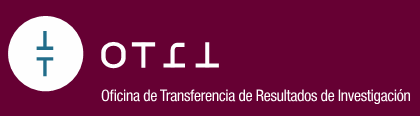 OTRI
Oficina de Transferencia de Resultados de Investigación